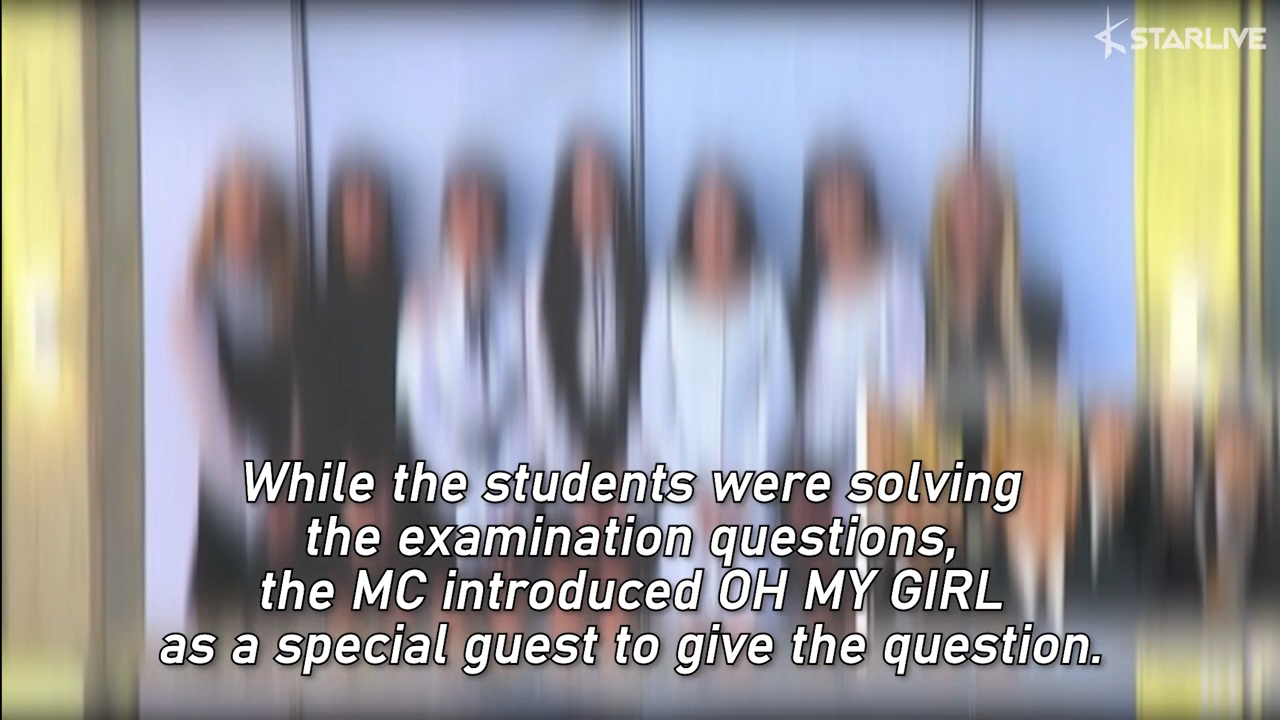 STARLIVE
While the students were solving
the examination questions,
the MC introduced OH MY GIRL
as a special guest to give the question.